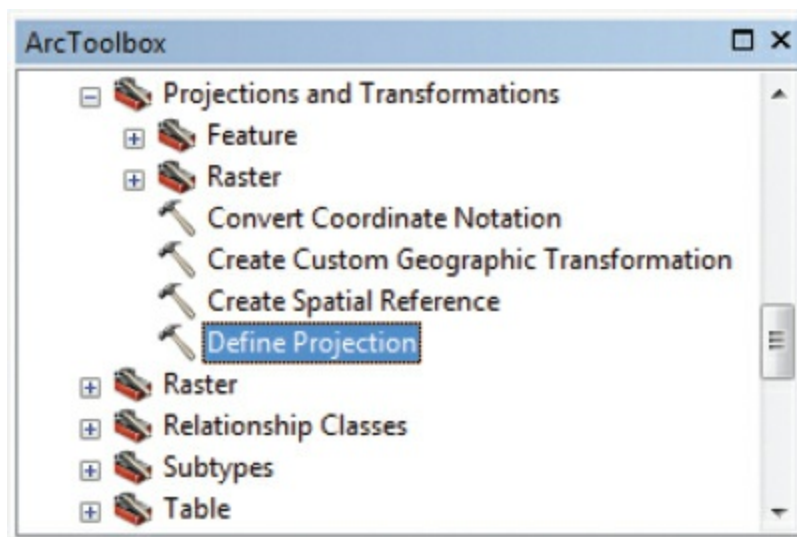 ArcToolbox
Projections and Transformations
Feature
Raster
Convert Coordinate Notation
Create Custom Geographic Transformation
Create Spatial Reference
Define Projection
Raster
Relationship Classes
Subtypes
Table